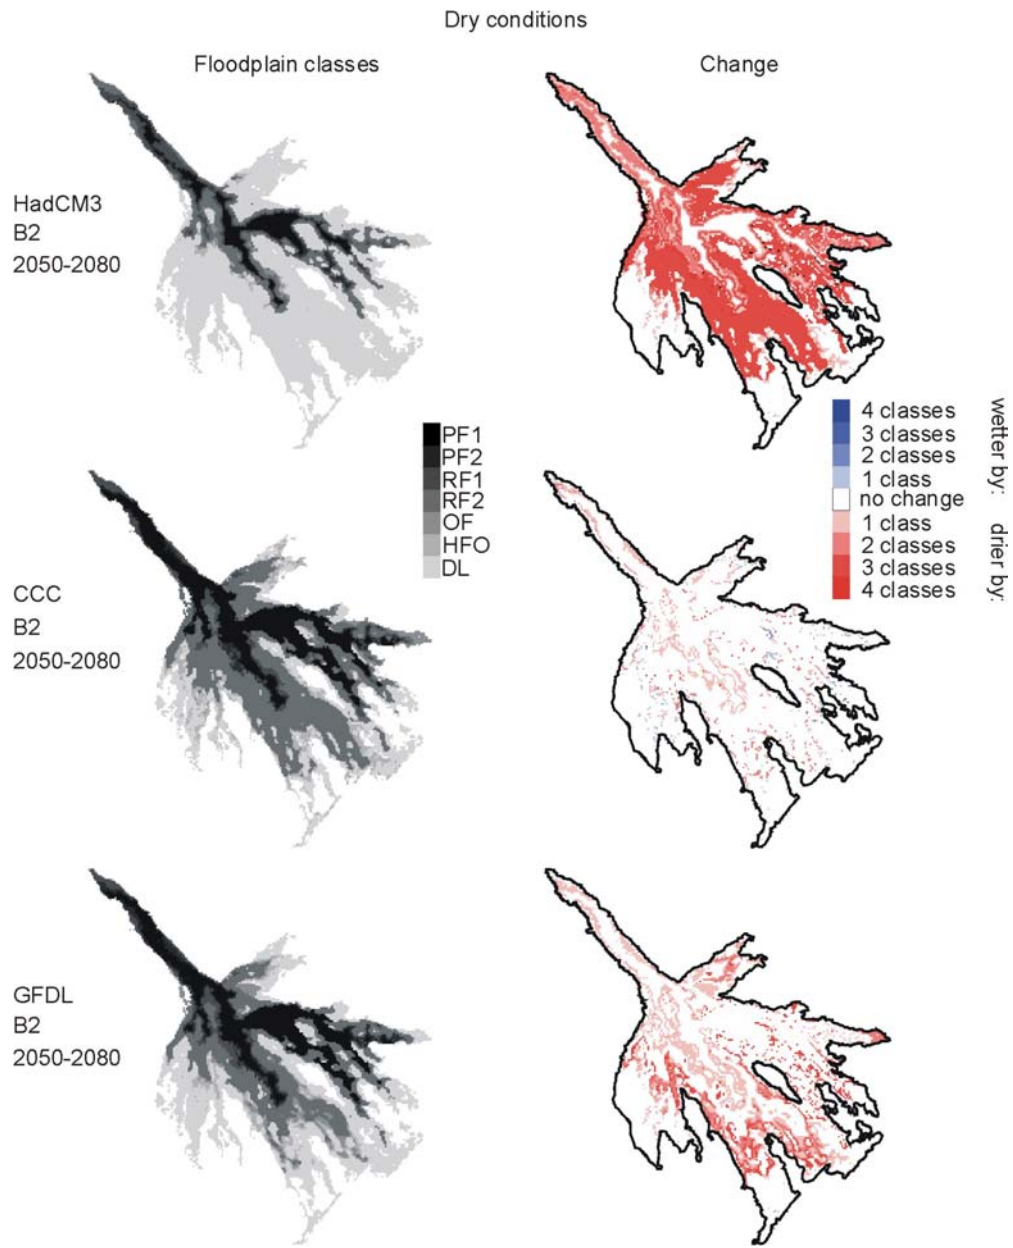 Dry conditions
Floodplain classes
Change
HadCM3
B2
2050-2080
PF1
PF2
RF1
RF2
OF
HFO
DL
4 classes
3 classes
2 classes
1 class
no change
1 class
2 classes
3 classes
4 classes
wetter by:
drier by:
CCC
B2
2050-2080
GFDL
B2
2050-2080